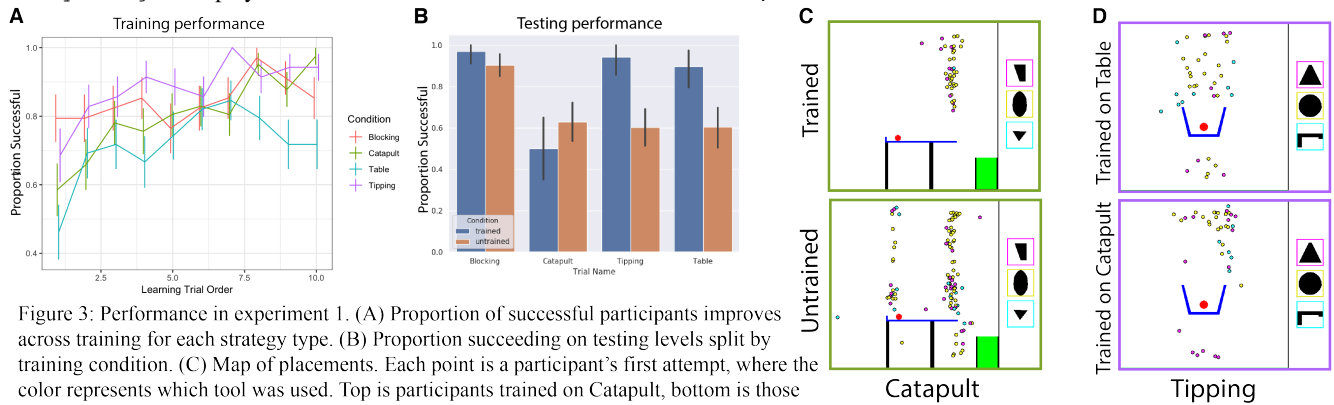 A
Training performance
Proportion Successful
1.0
0.8
0.6
0.4
2.5
5.0
7.5
10.0
Learning Trial Order
Condition
Blocking
Catapult
Table
Tipping
B
Testing performance
Proportion Successful
1.0
0.8
0.6
0.4
0.2
0.0
Condition
trained
untrained
Blocking
Catapult
Tipping
Table
Trial Name
C
Trained
Untrained
Catapult
D
Trained on Table
Trained on Catapult
Tipping
Figure 3: Performance in experiment 1. (A) Proportion of successful participants improves
across training for each strategy type. (B) Proportion succeeding on testing levels split by
training condition. (C) Map of placements. Each point is a participant's first attempt, where the
color represents which tool was used. Top is participants trained on Catapult, bottom is those